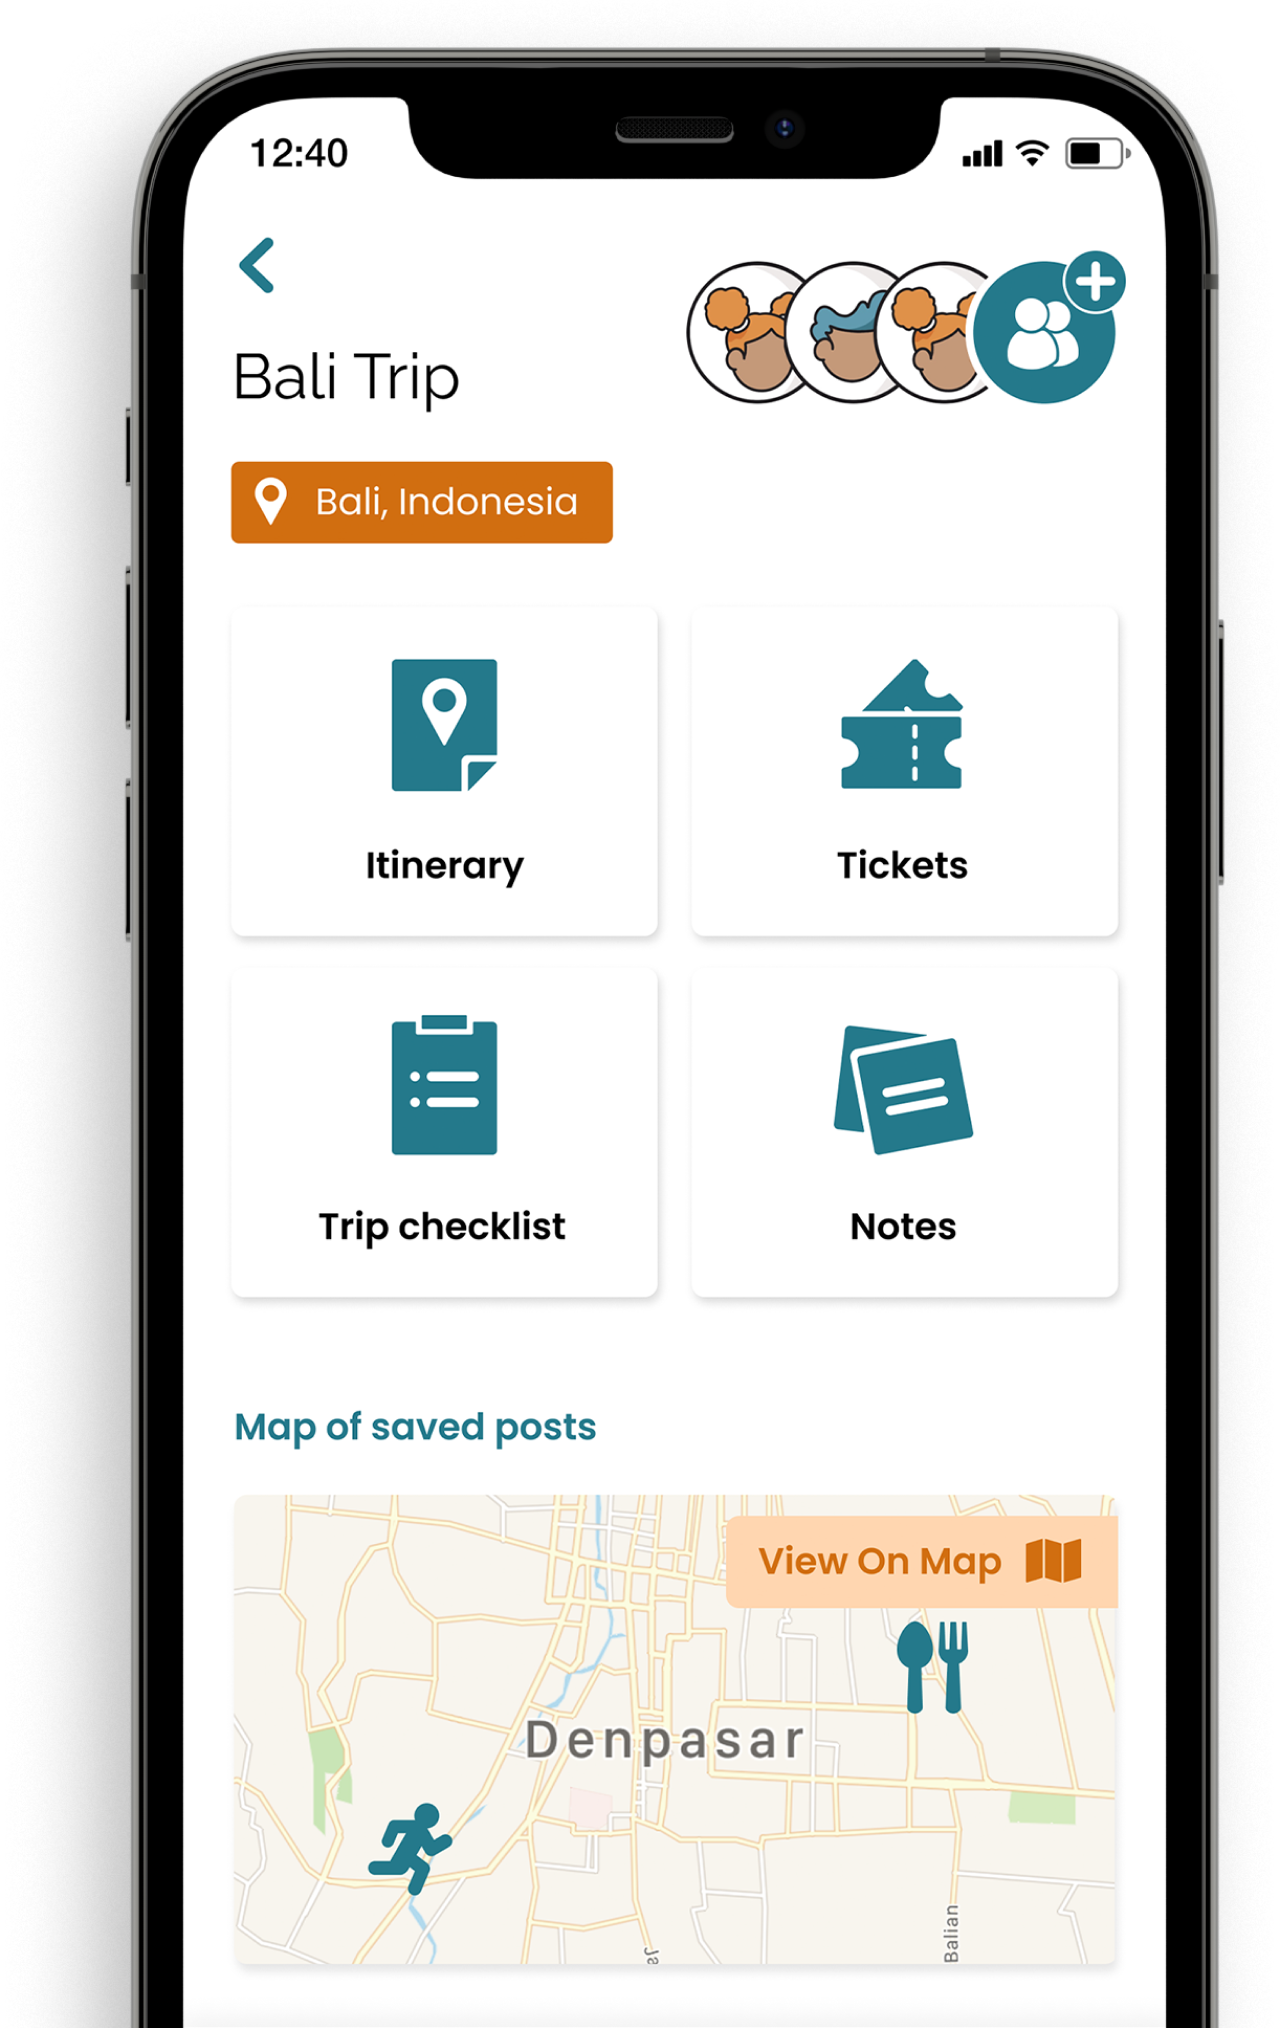 12:40
Bali Trip
Bali, Indonesia
Itinerary
Tickets
Trip checklist
Notes
Map of saved posts
View On Map
Denpasar
Balian